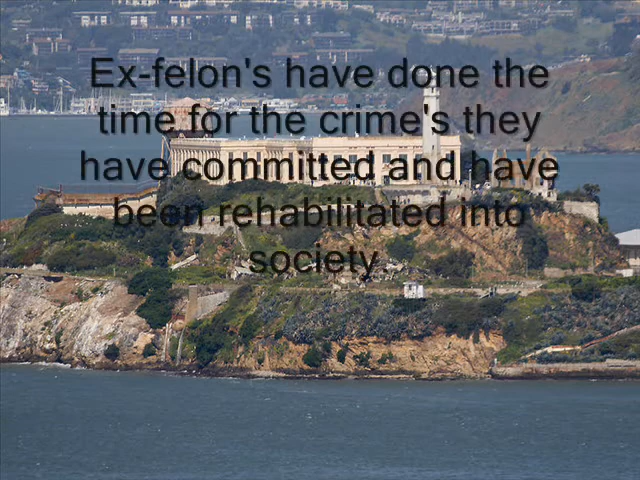 Ex-felon's have done the
time for the crime's they
have committed and have
been rehabilitated into
society